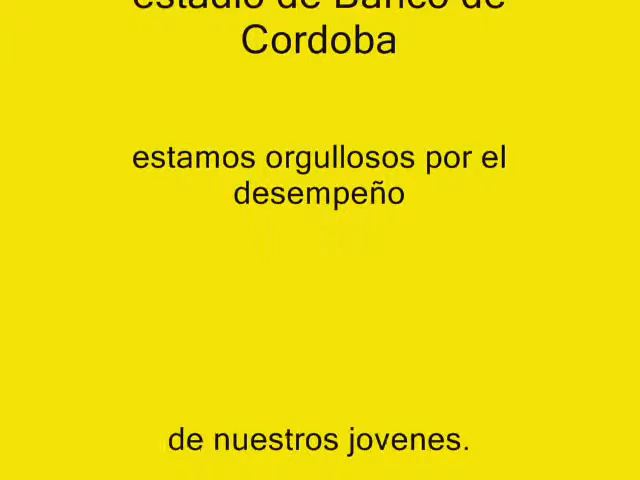 estadio de Banco de
Cordoba
estamos orgullosos por el
desempeño
de nuestros jovenes.